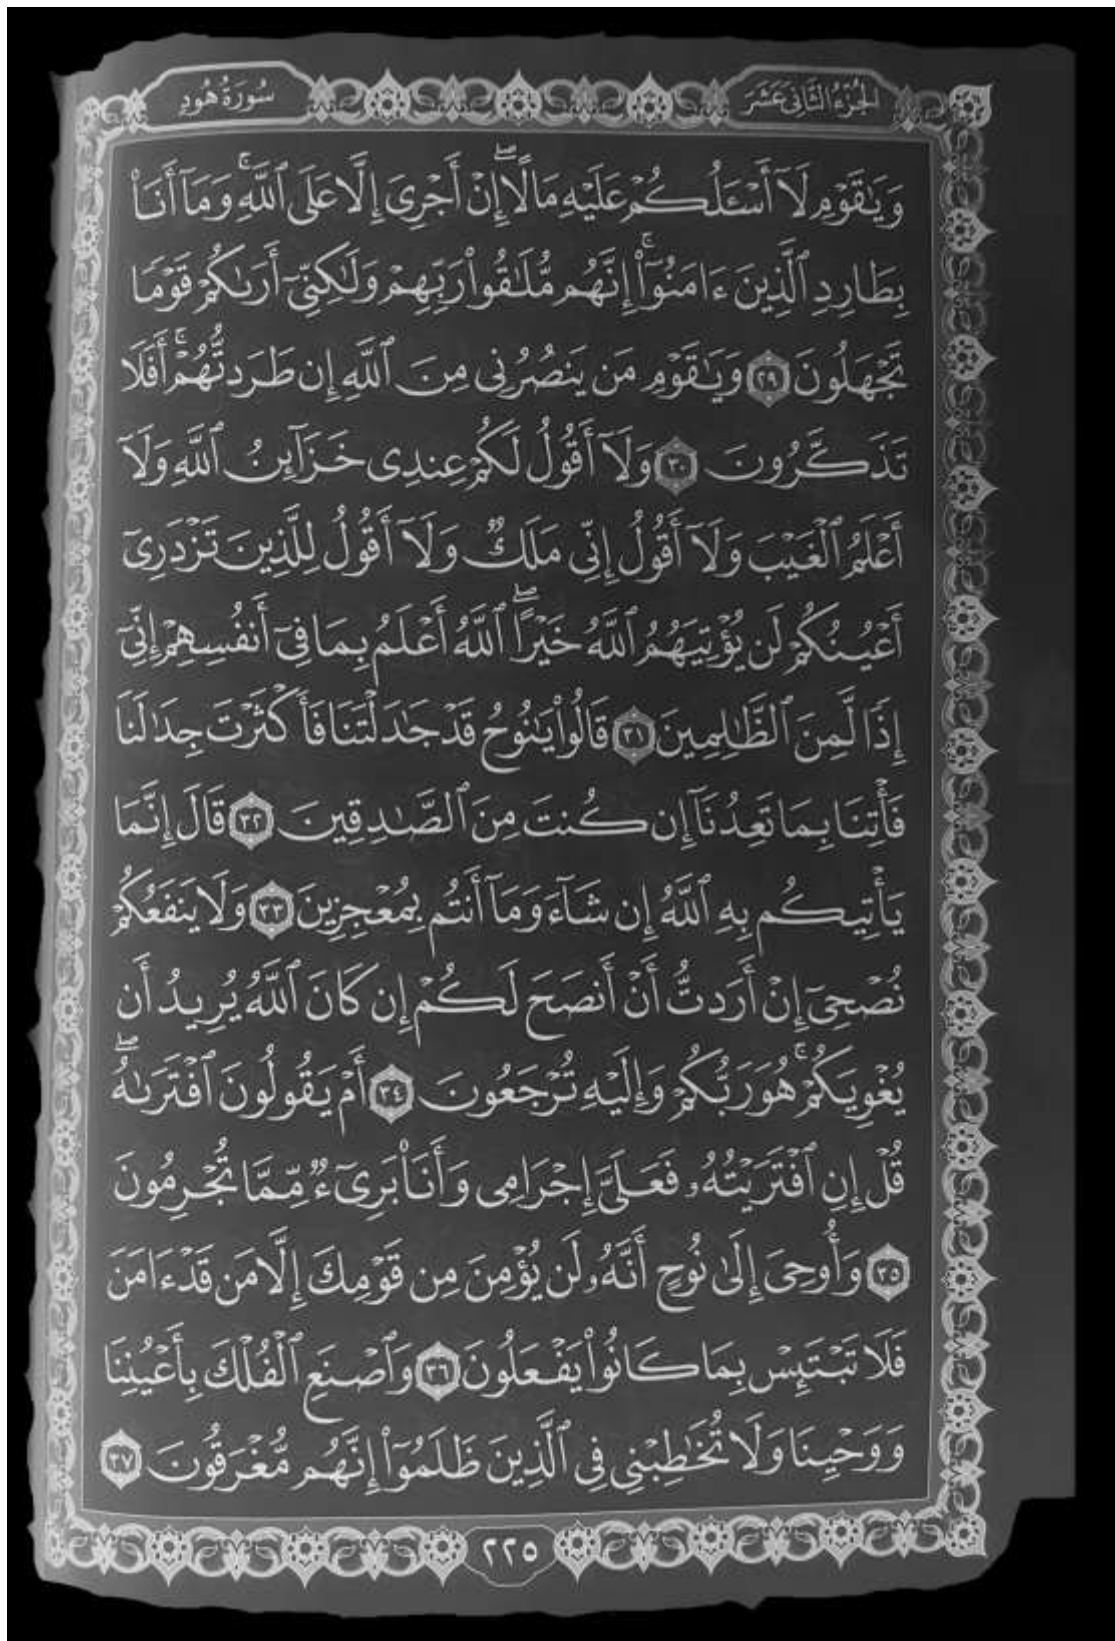 الجزء الثاني عشر
سورة هود
وَيَٰقَوْمِ لَآ أَسْـَٔلُكُمْ عَلَيْهِ مَالًا ۖ إِنْ أَجْرِىَ إِلَّا عَلَى ٱللَّهِ ۚ وَمَآ أَنَا۠
بِطَارِدِ ٱلَّذِينَ ءَامَنُوٓا۟ ۚ إِنَّهُم مُّلَٰقُوا۟ رَبِّهِمْ وَلَٰكِنِّىٓ أَرَىٰكُمْ قَوْمًا
تَجْهَلُونَ ٢٩ وَيَٰقَوْمِ مَن يَنصُرُنِى مِنَ ٱللَّهِ إِن طَرَدتُّهُمْ ۚ أَفَلَا
تَذَكَّرُونَ ٣٠ وَلَآ أَقُولُ لَكُمْ عِندِى خَزَآئِنُ ٱللَّهِ وَلَآ
أَعْلَمُ ٱلْغَيْبَ وَلَآ أَقُولُ إِنِّى مَلَكٌ وَلَآ أَقُولُ لِلَّذِينَ تَزْدَرِىٓ
أَعْيُنُكُمْ لَن يُؤْتِيَهُمُ ٱللَّهُ خَيْرًا ۖ ٱللَّهُ أَعْلَمُ بِمَا فِىٓ أَنفُسِهِمْ إِنِّىٓ
إِذًا لَّمِنَ ٱلظَّٰلِمِينَ ٣١ قَالُوا۟ يَٰنُوحُ قَدْ جَٰدَلْتَنَا فَأَكْثَرْتَ جِدَٰلَنَا
فَأْتِنَا بِمَا تَعِدُنَآ إِن كُنتَ مِنَ ٱلصَّٰدِقِينَ ٣٢ قَالَ إِنَّمَا
يَأْتِيكُم بِهِ ٱللَّهُ إِن شَآءَ وَمَآ أَنتُم بِمُعْجِزِينَ ٣٣ وَلَا يَنفَعُكُمْ
نُصْحِىٓ إِنْ أَرَدتُّ أَنْ أَنصَحَ لَكُمْ إِن كَانَ ٱللَّهُ يُرِيدُ أَن
يُغْوِيَكُمْ ۚ هُوَ رَبُّكُمْ وَإِلَيْهِ تُرْجَعُونَ ٣٤ أَمْ يَقُولُونَ ٱفْتَرَىٰهُ ۖ
قُلْ إِنِ ٱفْتَرَيْتُهُۥ فَعَلَىَّ إِجْرَامِى وَأَنَا۠ بَرِىٓءٌ مِّمَّا تُجْرِمُونَ
٣٥ وَأُوحِىَ إِلَىٰ نُوحٍ أَنَّهُۥ لَن يُؤْمِنَ مِن قَوْمِكَ إِلَّا مَن قَدْ ءَامَنَ
فَلَا تَبْتَئِسْ بِمَا كَانُوا۟ يَفْعَلُونَ ٣٦ وَٱصْنَعِ ٱلْفُلْكَ بِأَعْيُنِنَا
وَوَحْيِنَا وَلَا تُخَٰطِبْنِى فِى ٱلَّذِينَ ظَلَمُوٓا۟ إِنَّهُم مُّغْرَقُونَ ٣٧
٢٢٥